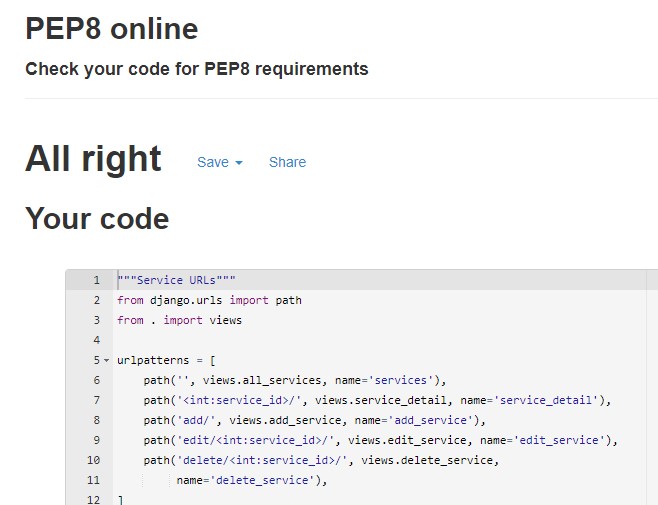 PEP8 online
Check your code for PEP8 requirements
All right Save Share
Your code
1 """Service URLs"""
2 from django.urls import path
3 from . import views
4
5 urlpatterns = [
6     path('', views.all_services, name='services'),
7     path('<int:service_id>/', views.service_detail, name='service_detail'),
8     path('add/', views.add_service, name='add_service'),
9     path('edit/<int:service_id>/', views.edit_service, name='edit_service'),
10     path('delete/<int:service_id>/', views.delete_service,
11          name='delete_service'),
12 ]